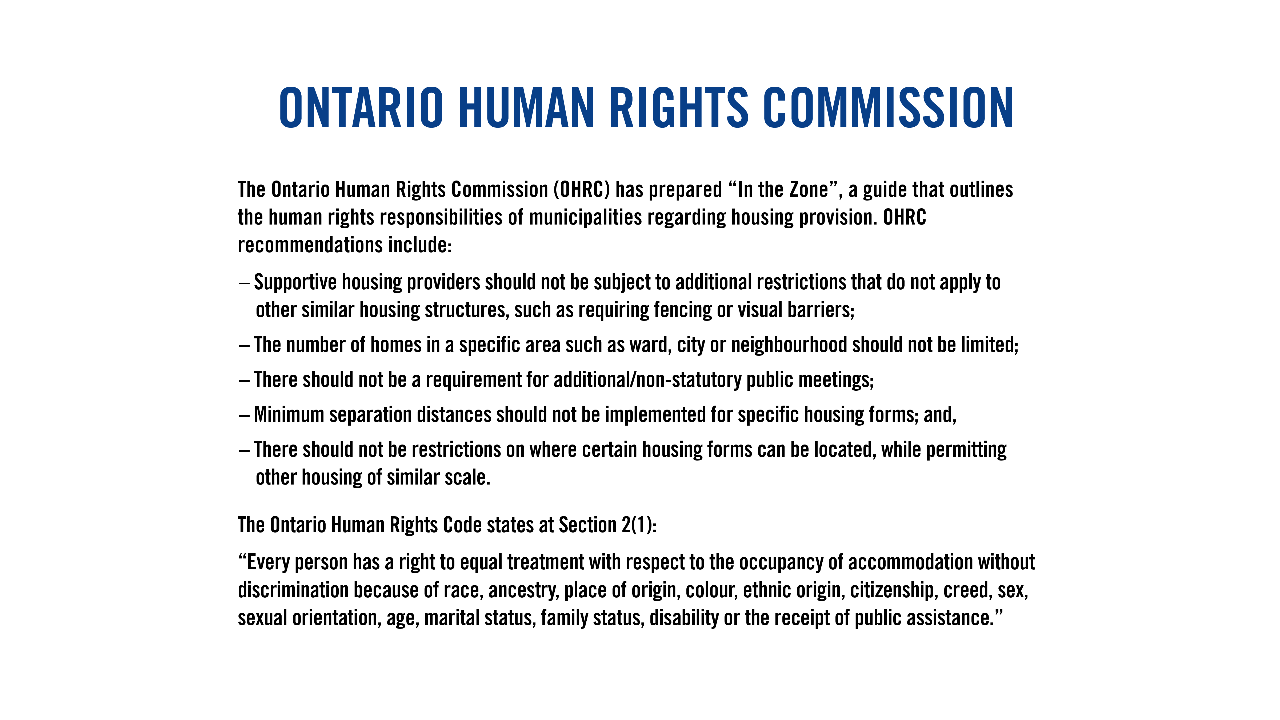 ONTARIO HUMAN RIGHTS COMMISSION
The Ontario Human Rights Commission (OHRC) has prepared “In the Zone”, a guide that outlines
the human rights responsibilities of municipalities regarding housing provision. OHRC
recommendations include:
– Supportive housing providers should not be subject to additional restrictions that do not apply to
other similar housing structures, such as requiring fencing or visual barriers;
– The number of homes in a specific area such as ward, city or neighbourhood should not be limited;
– There should not be a requirement for additional/non-statutory public meetings;
– Minimum separation distances should not be implemented for specific housing forms; and,
– There should not be restrictions on where certain housing forms can be located, while permitting
other housing of similar scale.
The Ontario Human Rights Code states at Section 2(1):
“Every person has a right to equal treatment with respect to the occupancy of accommodation without
discrimination because of race, ancestry, place of origin, colour, ethnic origin, citizenship, creed, sex,
sexual orientation, age, marital status, family status, disability or the receipt of public assistance.”